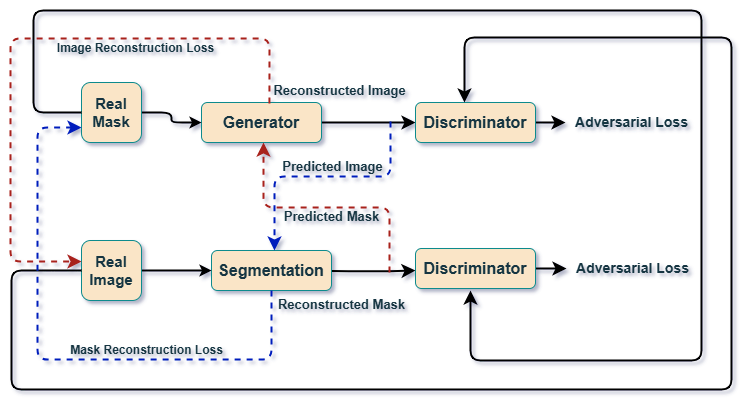 Image Reconstruction Loss
Real
Mask
Reconstructed Image
Generator
Discriminator
Adversarial Loss
Predicted Image
Predicted Mask
Real
Image
Segmentation
Discriminator
Adversarial Loss
Reconstructed Mask
Mask Reconstruction Loss